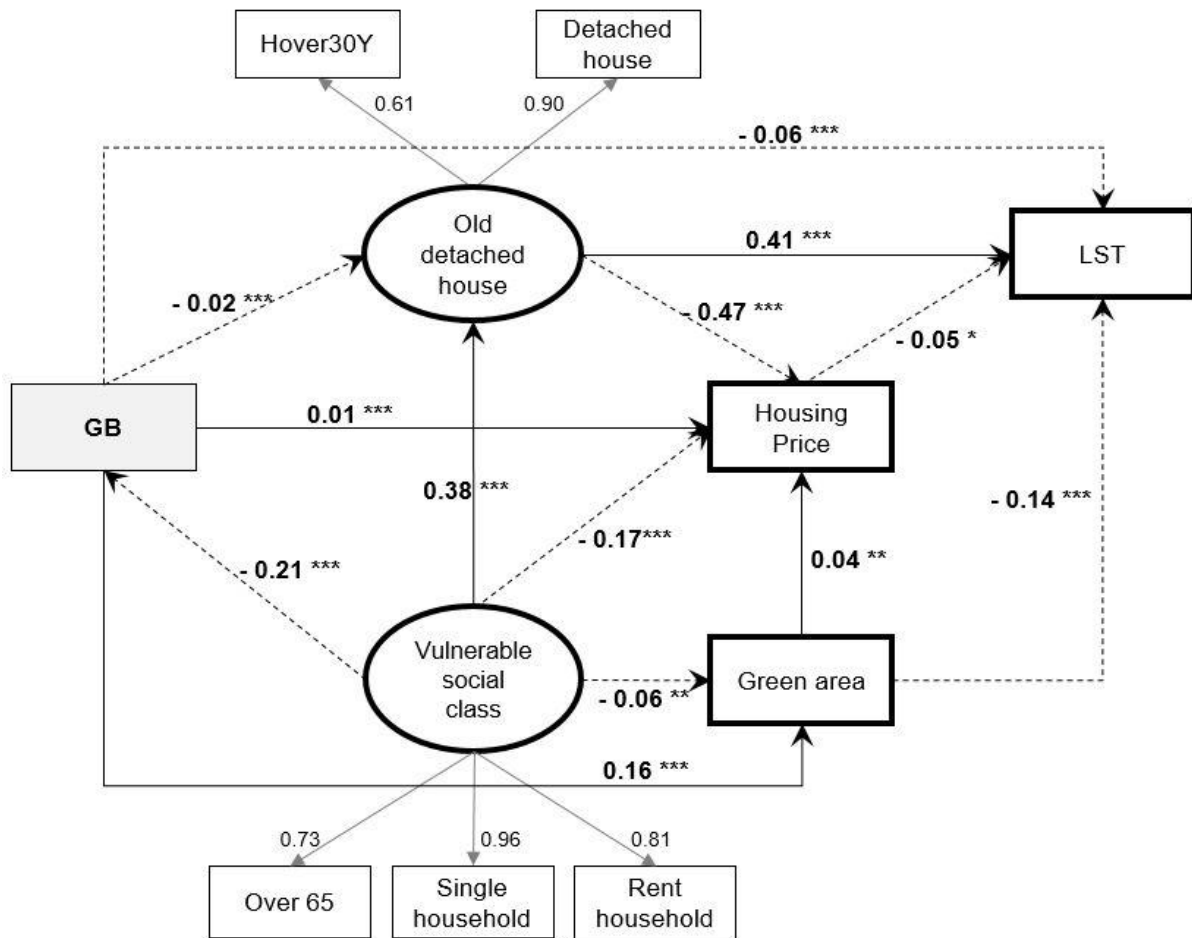 Hover30Y
Detached
house
0.61
0.90
- 0.06 ***
Old
detached
house
0.41 ***
LST
- 0.02 ***
- 0.47 ***
- 0.05 *
GB
0.01 ***
Housing
Price
0.38 ***
- 0.17***
- 0.14 ***
- 0.21 ***
0.04 **
Vulnerable
social
class
- 0.06 **
Green area
0.16 ***
0.73
0.96
0.81
Over 65
Single
household
Rent
household